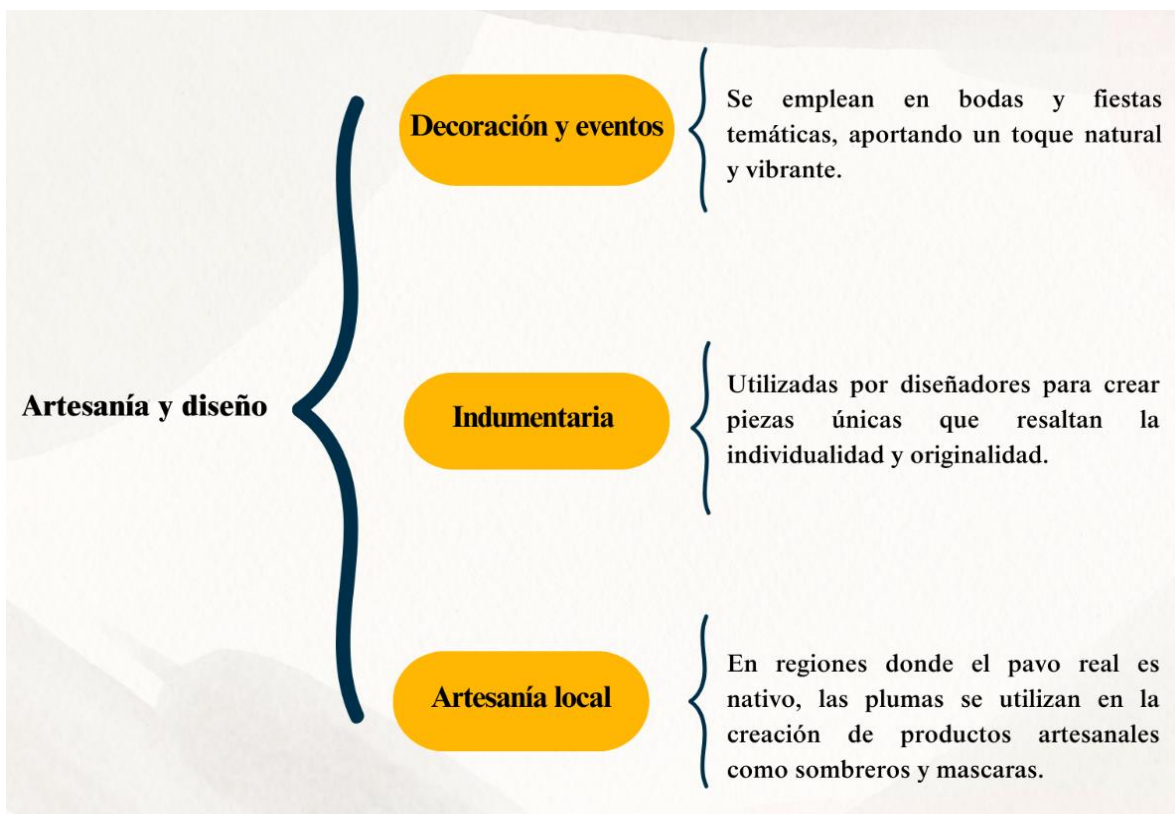 Artesanía y diseño
Decoración y eventos
Se emplean en bodas y fiestas
temáticas, aportando un toque natural
y vibrante.
Indumentaria
Utilizadas por diseñadores para crear
piezas únicas que resaltan la
individualidad y originalidad.
Artesanía local
En regiones donde el pavo real es
nativo, las plumas se utilizan en la
creación de productos artesanales
como sombreros y mascaras.